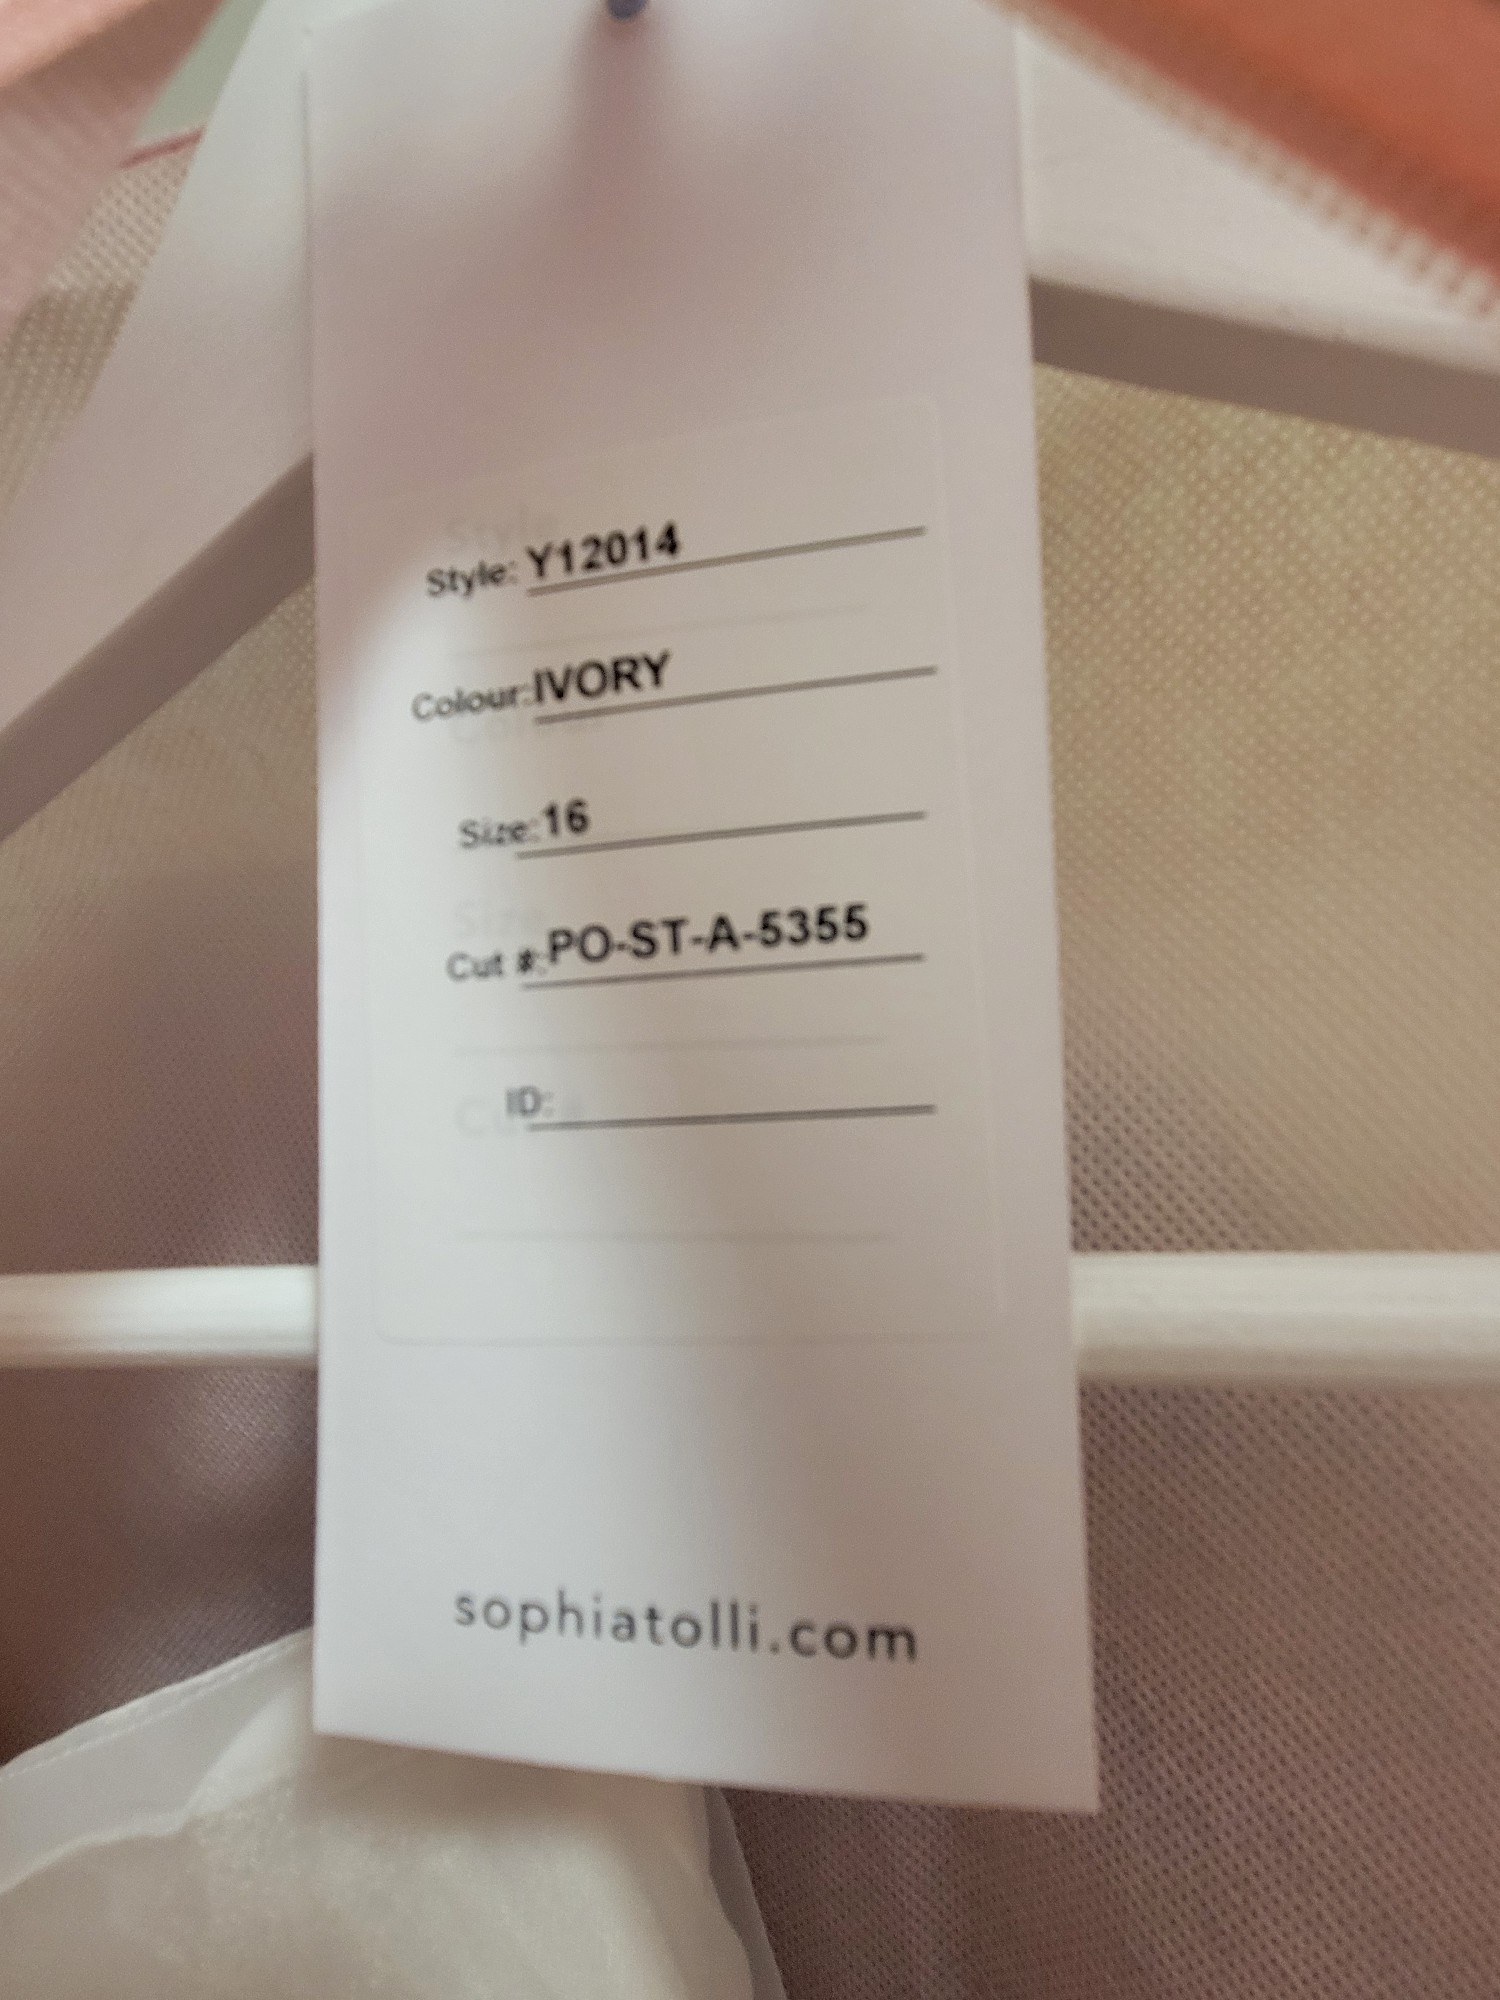 Style: Y12014
Colour: IVORY
Size: 16
Cut #: PO-ST-A-5355
ID:
sophiatolli.com